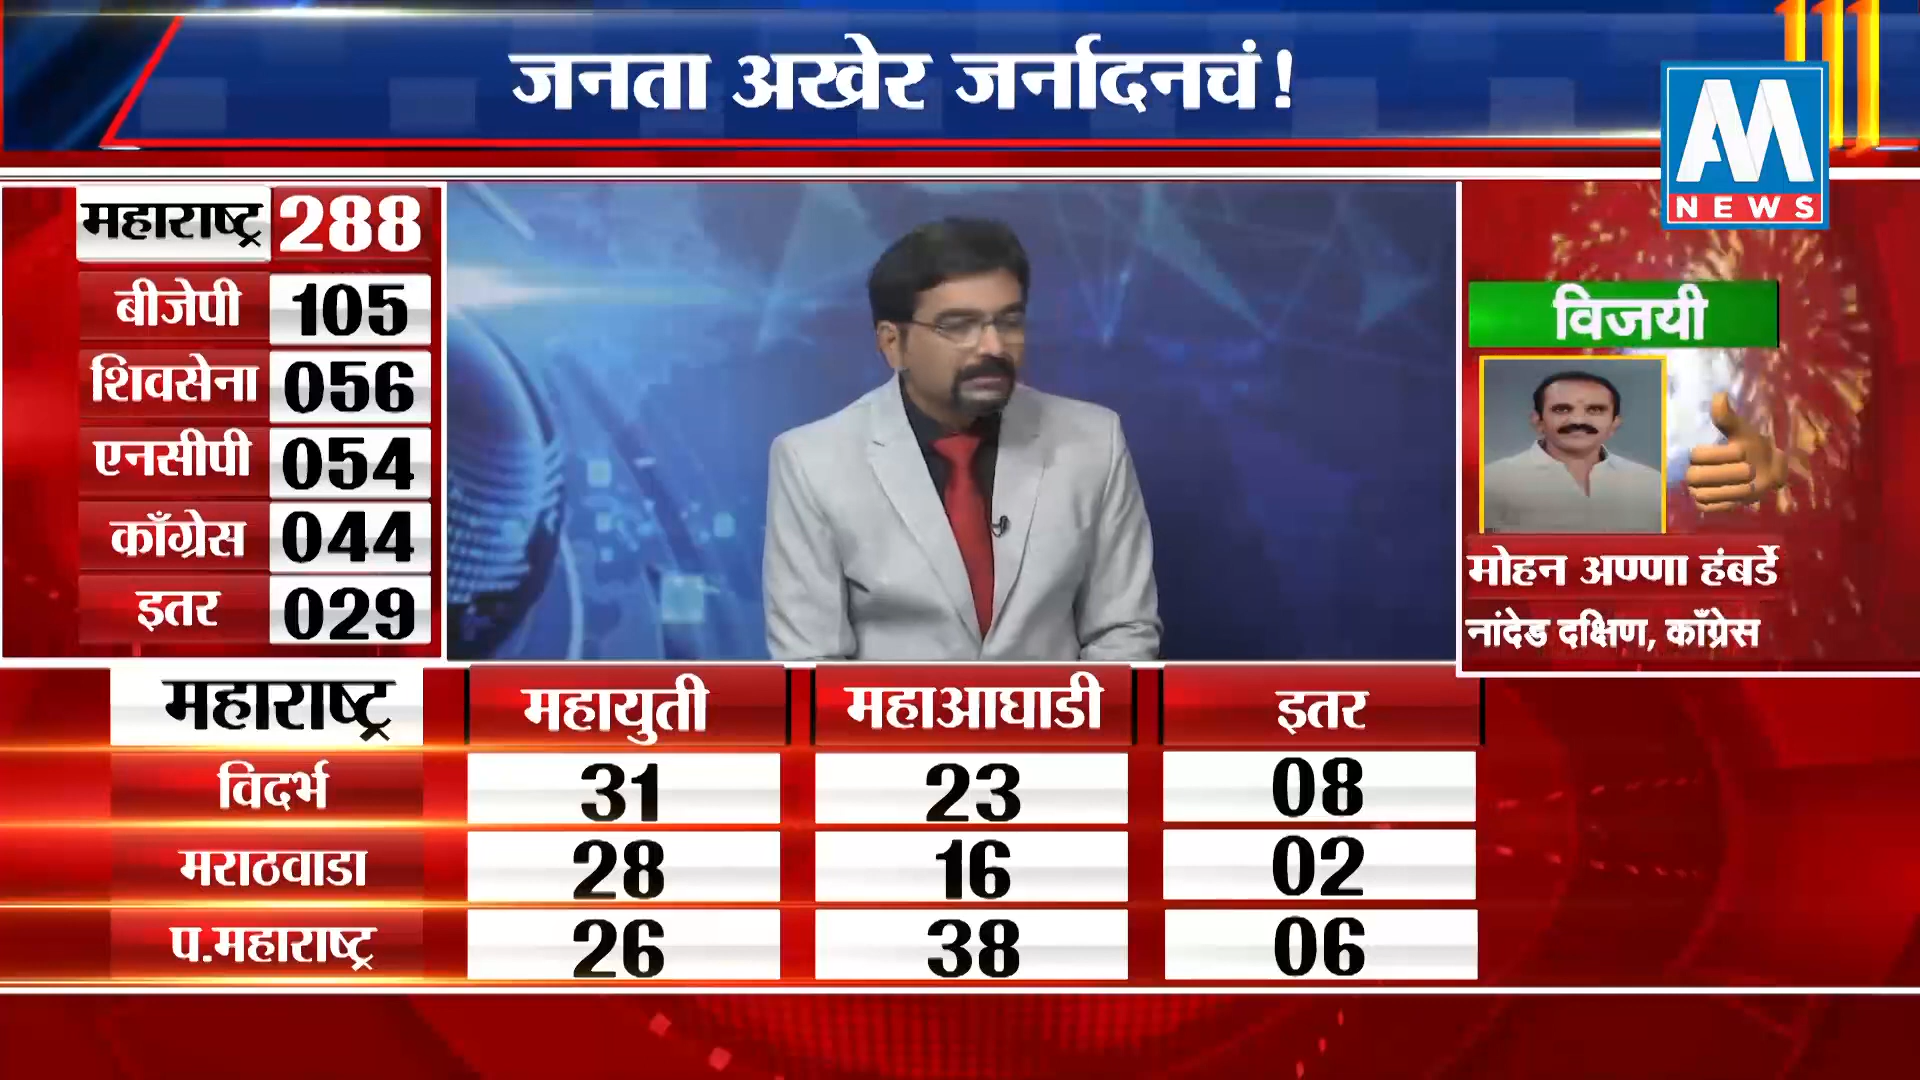 जनता अखेर जर्नादनचं!
AM
NEWS
महाराष्ट्र 288
बीजेपी 105
शिवसेना 056
एनसीपी 054
काँग्रेस 044
इतर 029
विजयी
मोहन अण्णा हंबर्डे
नांदेड दक्षिण, काँग्रेस
महाराष्ट्र महायुती महाआघाडी इतर
विदर्भ 31 23 08
मराठवाडा 28 16 02
प.महाराष्ट्र 26 38 06